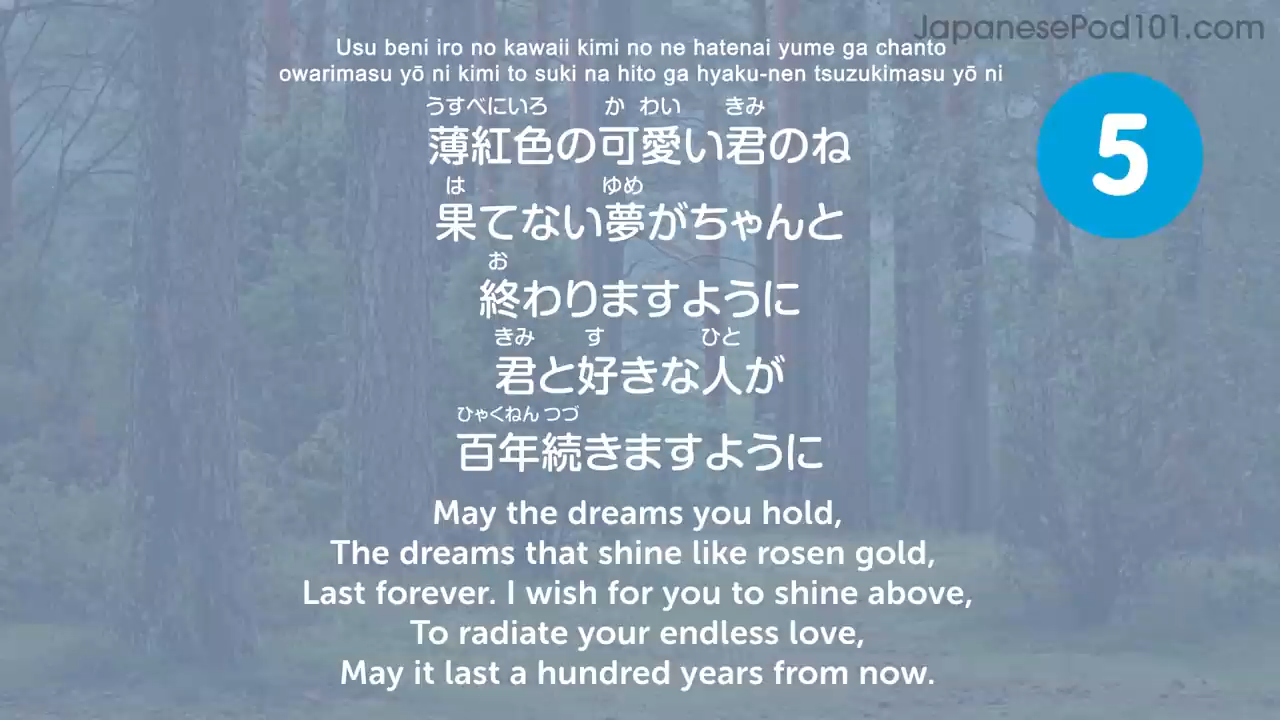 JapanesePod101.com
Usu beni iro no kawaii kimi no ne hatenai yume ga chanto
owarimasu yō ni kimi to suki na hito ga hyaku-nen tsuzukimasu yō ni
5
うすべにいろ か わい きみ
薄紅色の可愛い君のね
は ゆめ
果てない夢がちゃんと
お
終わりますように
きみ す ひと
君と好きな人が
ひゃくねん つづ
百年続きますように
May the dreams you hold,
The dreams that shine like rosen gold,
Last forever. I wish for you to shine above,
To radiate your endless love,
May it last a hundred years from now.